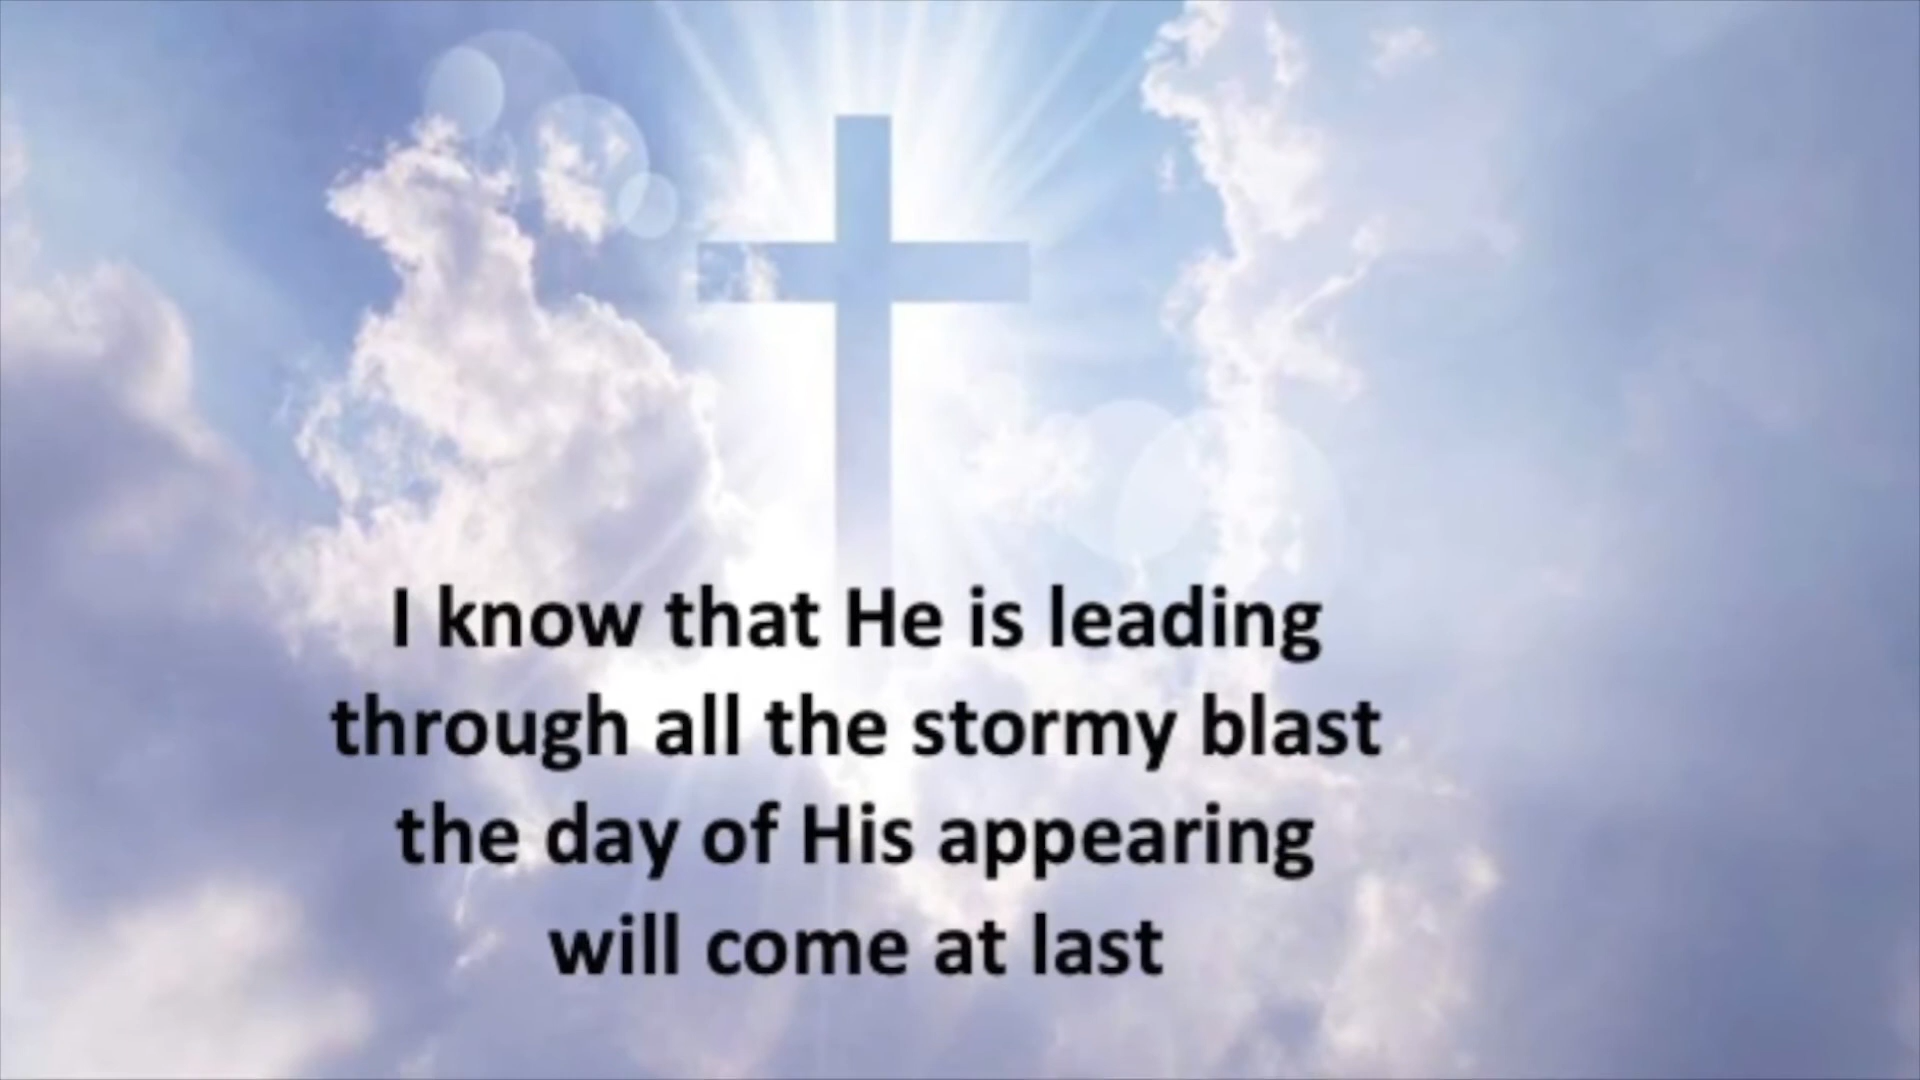 I know that He is leading
through all the stormy blast
the day of His appearing
will come at last